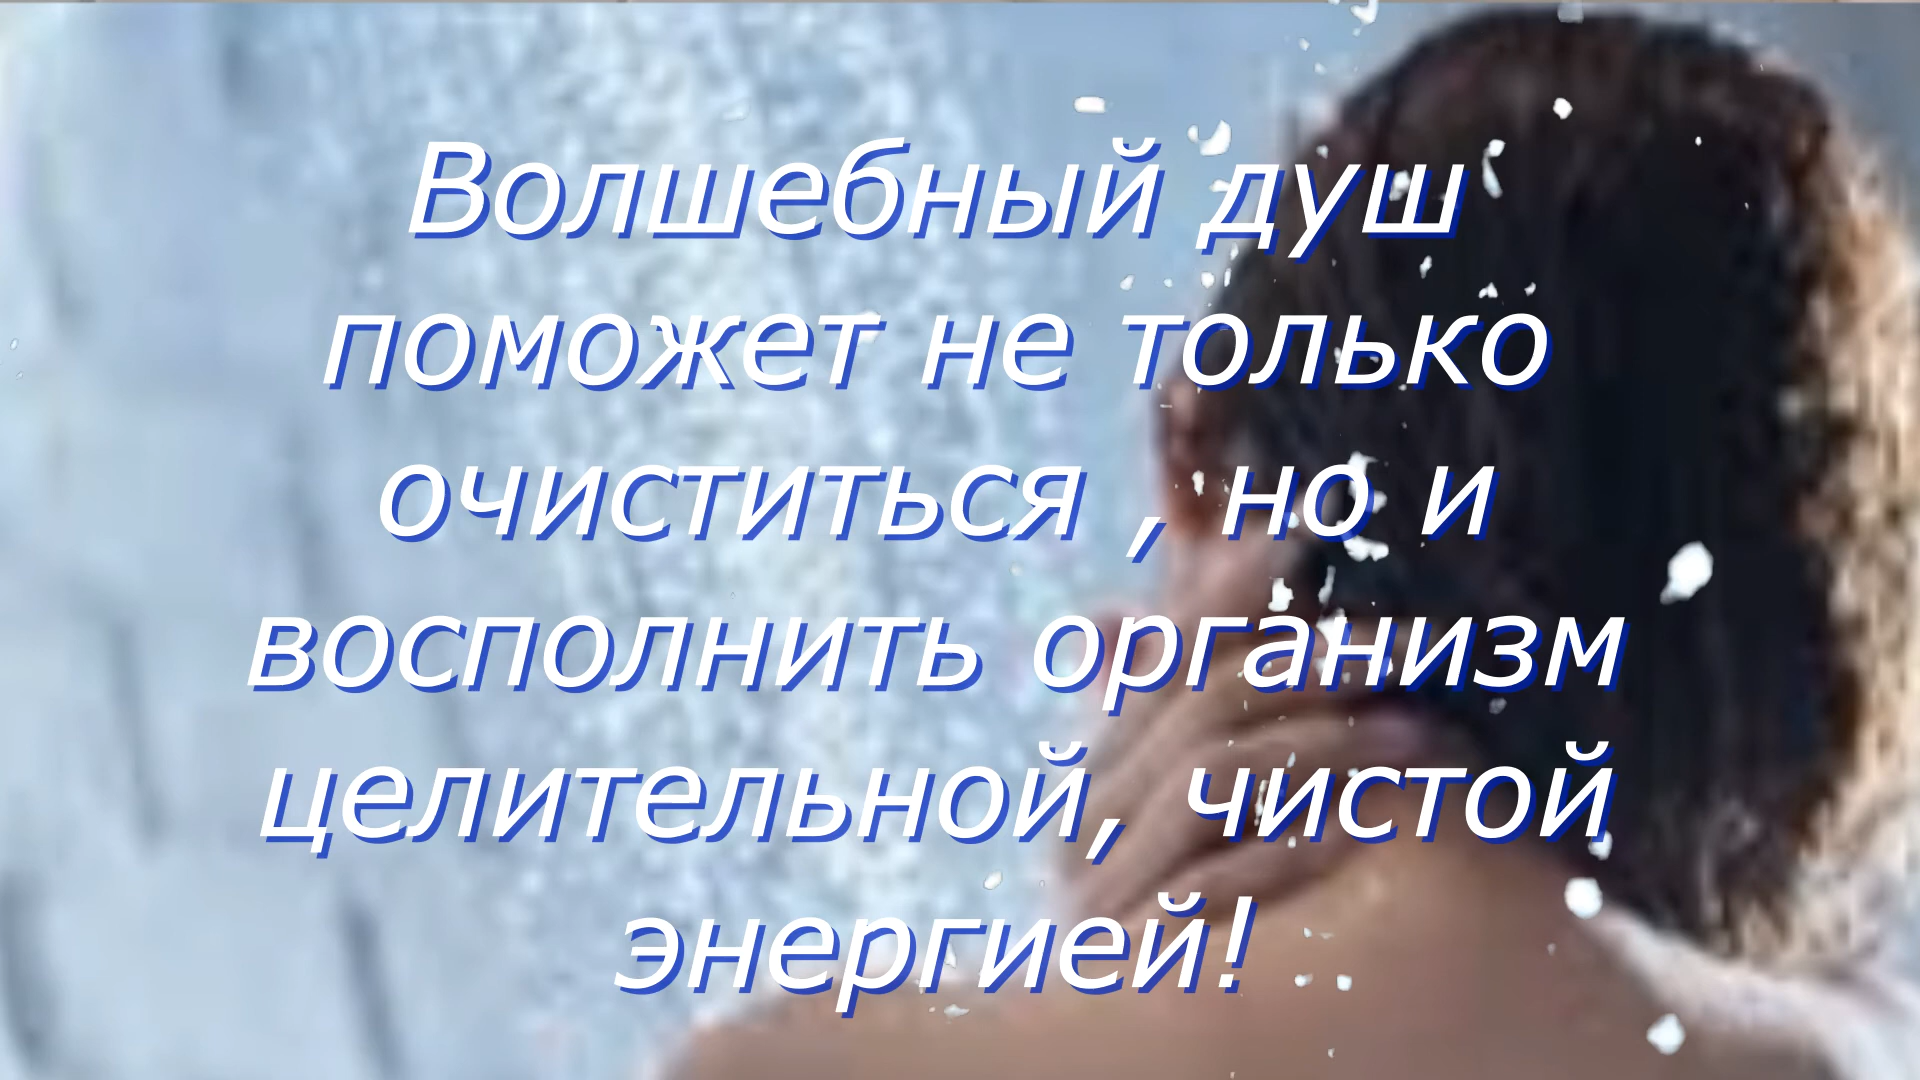 Волшебный душ
поможет не только
очиститься , но и
восполнить организм
целительной, чистой
энергией!